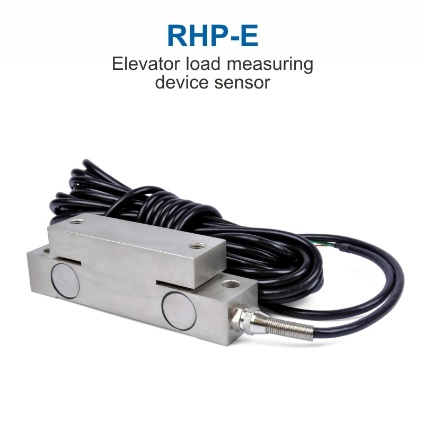 RHP-E
Elevator load measuring
device sensor